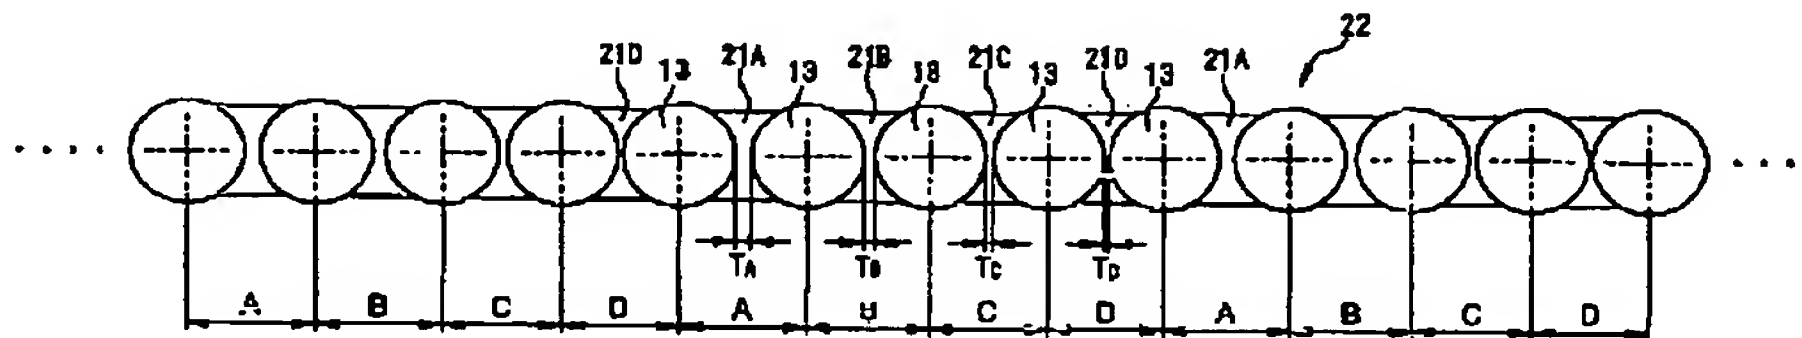 22
21D 13 21A 13 21B 18 21C 13 21D 13 21A
TA TB TC TD
A B C D A B C D A B C D